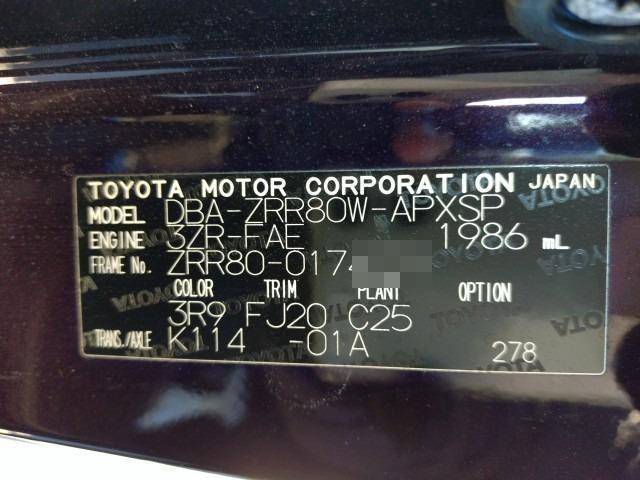 TOYOTA MOTOR CORPORATION JAPAN
MODEL DBA-ZRR80W-APXSP
ENGINE 3ZR-FAE 1986 mL
FRAME No. ZRR80-0174
COLOR TRIM PLANT OPTION
3R9 FJ20 C25
TRANS./AXLE K114 -01A 278